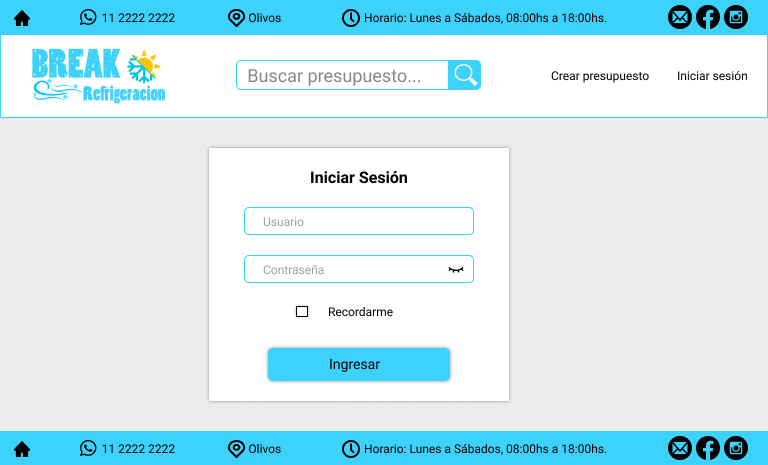 11 2222 2222
Olivos
Horario: Lunes a Sábados, 08:00hs a 18:00hs.
BREAK
Refrigeracion
Buscar presupuesto...
Crear presupuesto
Iniciar sesión
Iniciar Sesión
Usuario
Contraseña
Recordarme
Ingresar
11 2222 2222
Olivos
Horario: Lunes a Sábados, 08:00hs a 18:00hs.